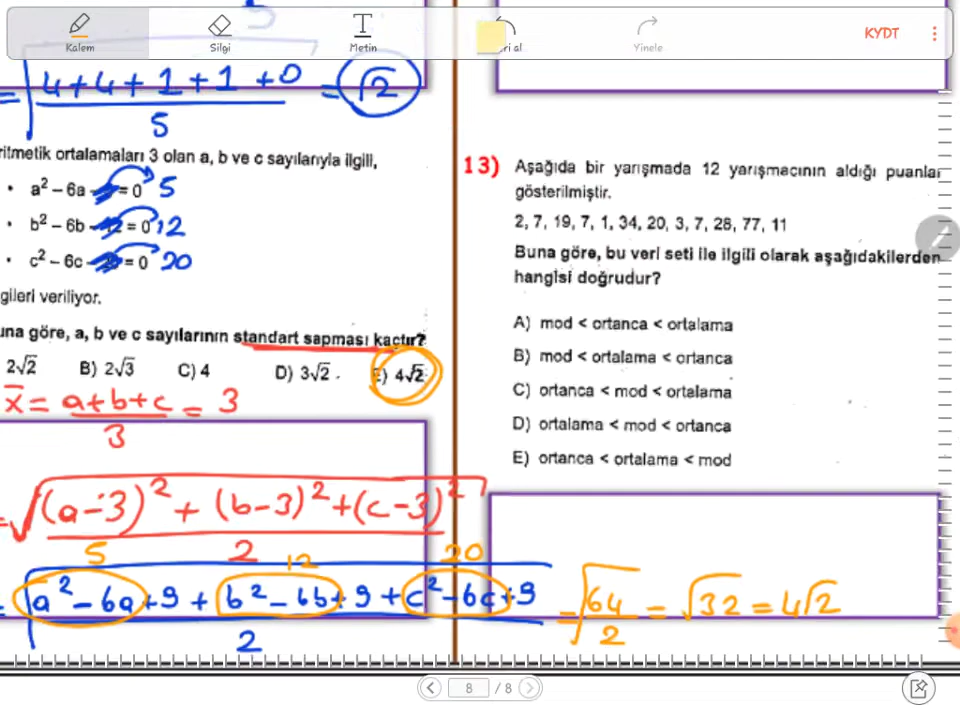 Kalem
Silgi
Metin
ri al
Yinele
KYDT
5
= √ 4+4+1+1+0 / 5 = √2
ritmetik ortalamaları 3 olan a, b ve c sayılarıyla ilgili,
• a² – 6a = 0 5
• b² – 6b – 12 = 0 12
• c² – 6c – 20 = 0 20
gileri veriliyor.
una göre, a, b ve c sayılarının standart sapması kaçtır?
2√2 B) 2√3 C) 4 D) 3√2 E) 4√2
x̄ = a+b+c / 3 = 3
= √ (a-3)² + (b-3)² + (c-3)² / 2
5 12 20
= √ a² - 6a + 9 + b² - 6b + 9 + c² - 6c + 9 / 2 = √ 64 / 2 = √32 = 4√2
13) Aşağıda bir yarışmada 12 yarışmacının aldığı puanlar
gösterilmiştir.
2, 7, 19, 7, 1, 34, 20, 3, 7, 28, 77, 11
Buna göre, bu veri seti ile ilgili olarak aşağıdakilerden
hangisi doğrudur?
A) mod < ortanca < ortalama
B) mod < ortalama < ortanca
C) ortanca < mod < ortalama
D) ortalama < mod < ortanca
E) ortanca < ortalama < mod
8 / 8